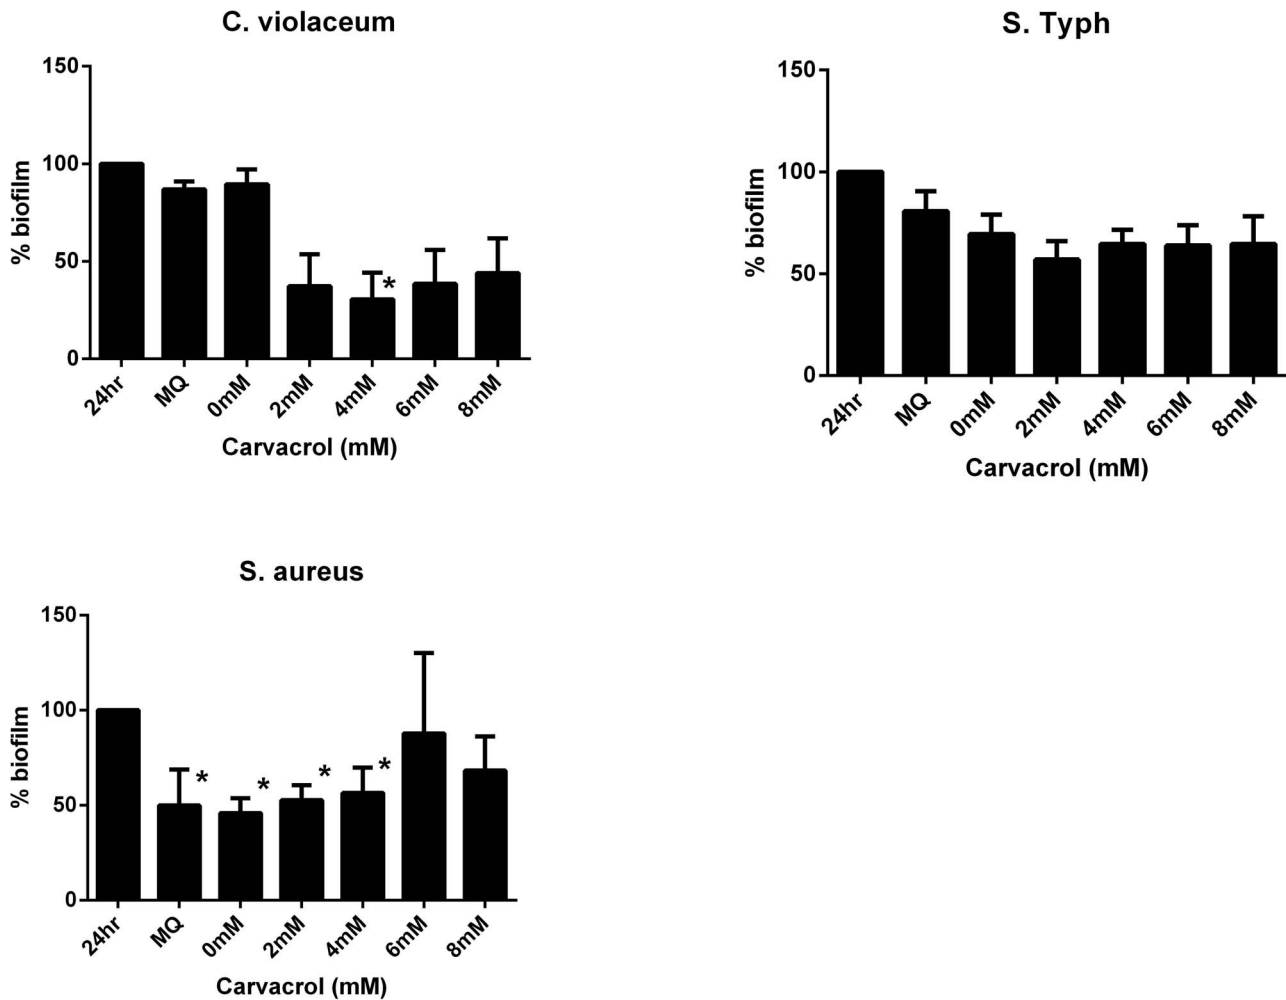 C. violaceum
150
100
50
0
% biofilm
24hr
MQ
0mM
2mM
4mM
*
6mM
8mM
Carvacrol (mM)
S. Typh
150
100
50
0
% biofilm
24hr
MQ
0mM
2mM
4mM
6mM
8mM
Carvacrol (mM)
S. aureus
150
100
50
0
% biofilm
* * * *
24hr
MQ
0mM
2mM
4mM
6mM
8mM
Carvacrol (mM)